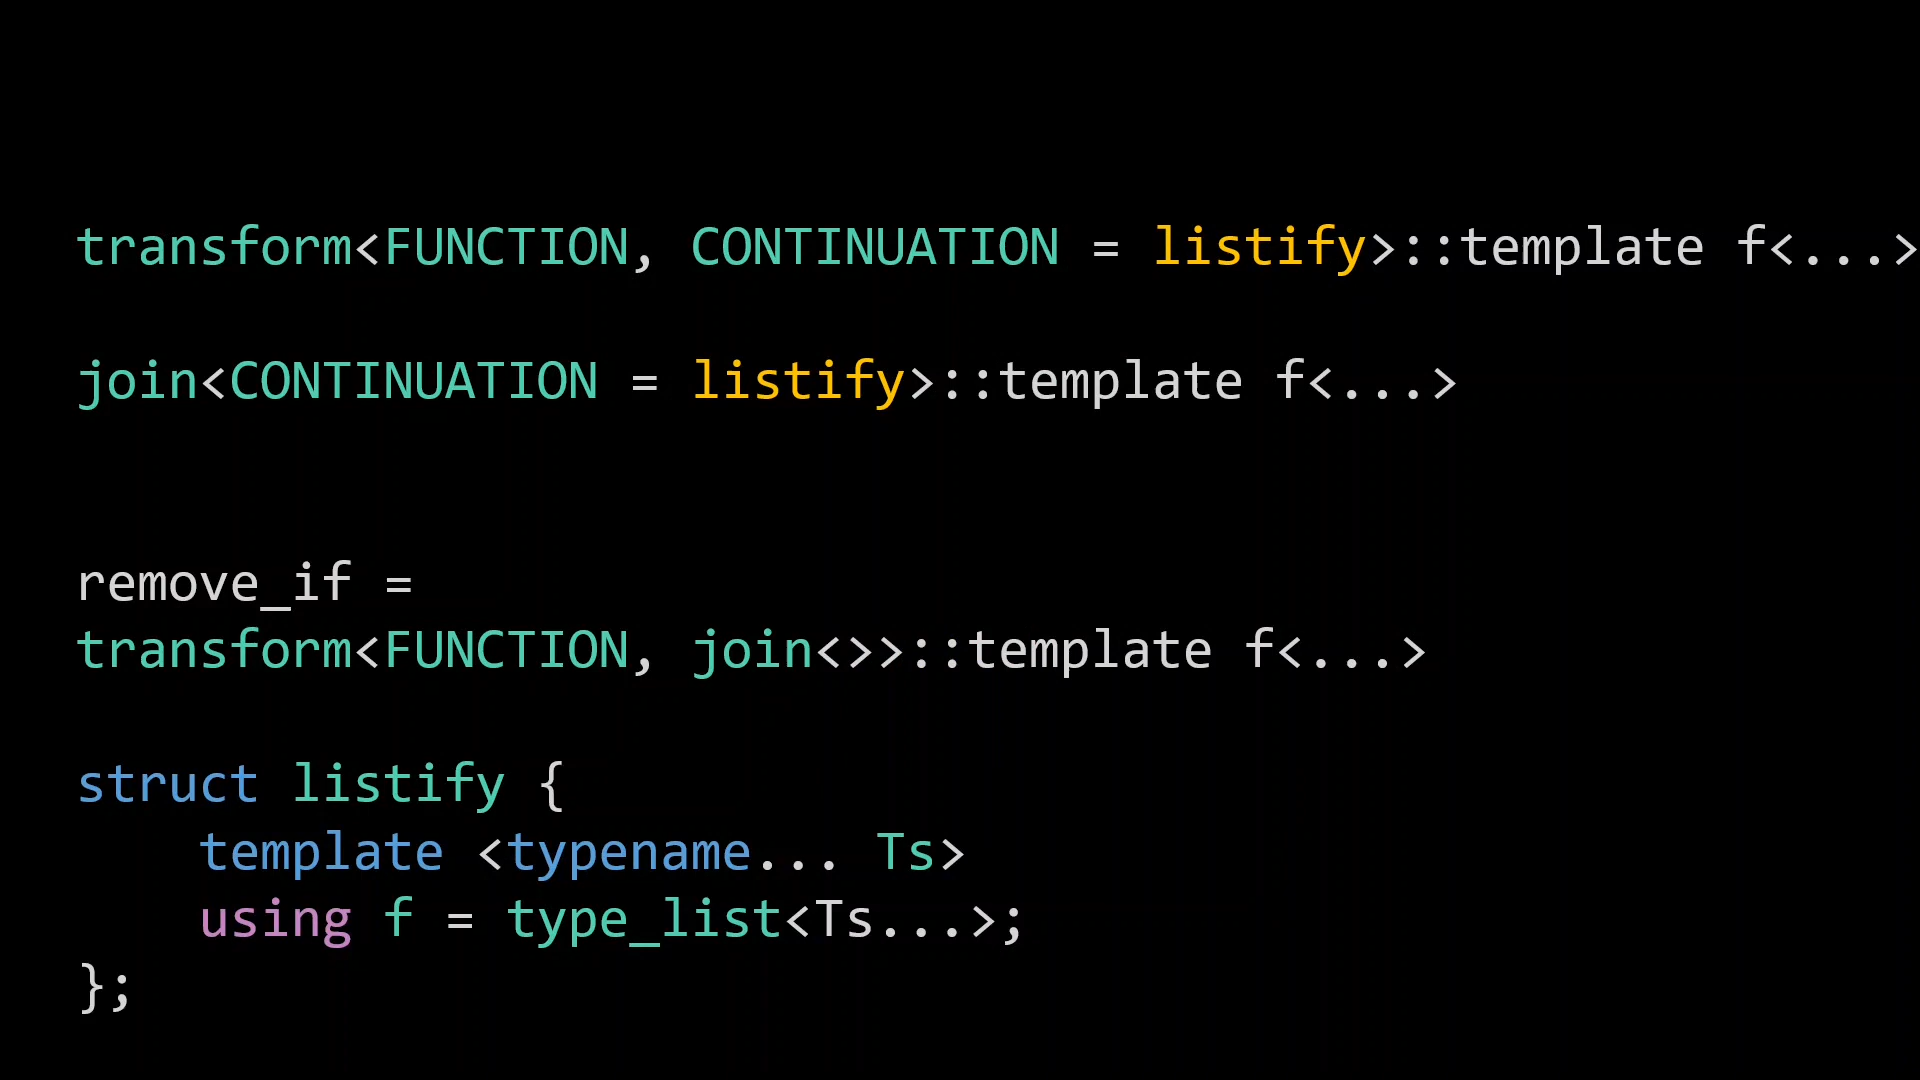 transform<FUNCTION, CONTINUATION = listify>::template f<...>
join<CONTINUATION = listify>::template f<...>
remove_if =
transform<FUNCTION, join<>>::template f<...>
struct listify {
    template <typename... Ts>
    using f = type_list<Ts...>;
};